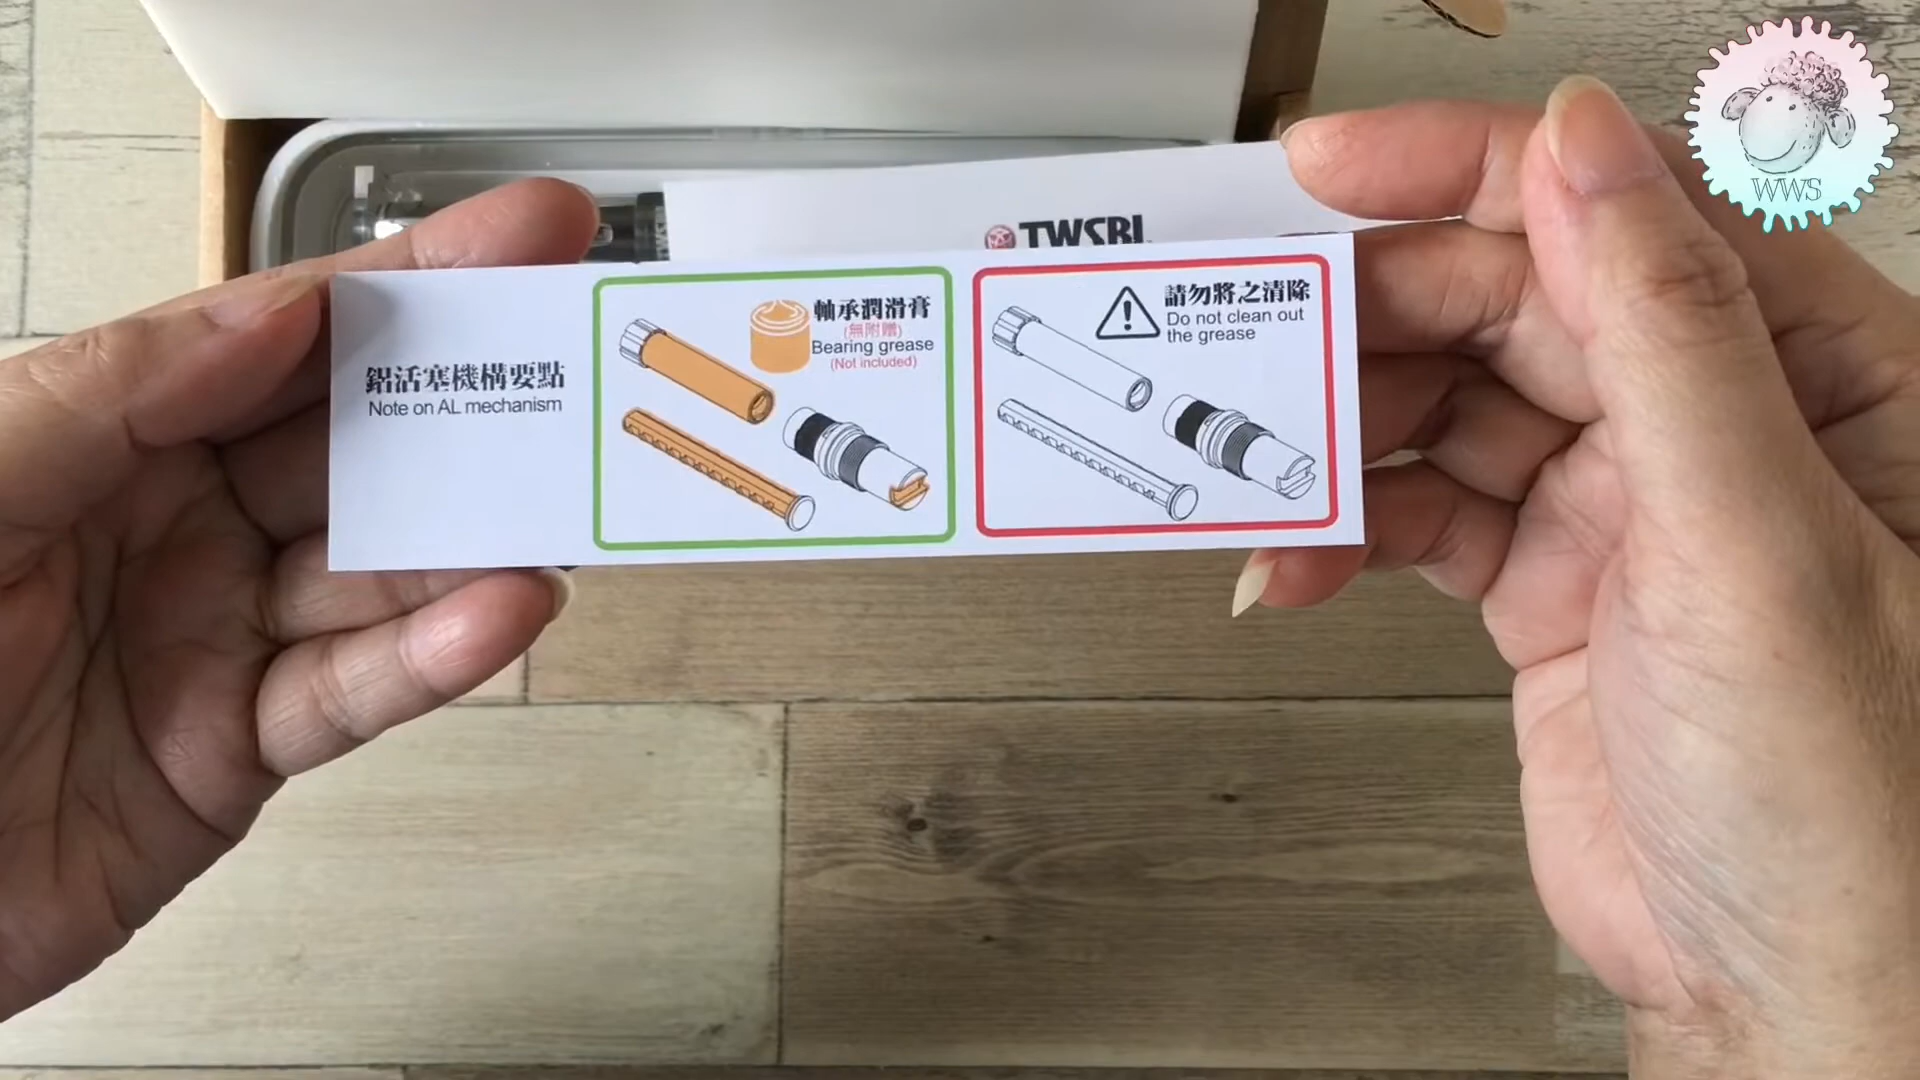 WWS
TWSBI
鋁活塞機構要點
Note on AL mechanism
軸承潤滑膏
(無附贈)
Bearing grease
(Not included)
請勿將之清除
Do not clean out
the grease